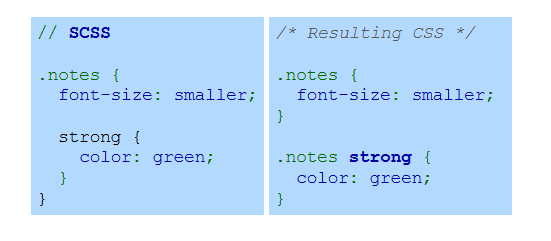 // SCSS

.notes {
  font-size: smaller;

  strong {
    color: green;
  }
}

/* Resulting CSS */

.notes {
  font-size: smaller;
}

.notes strong {
  color: green;
}